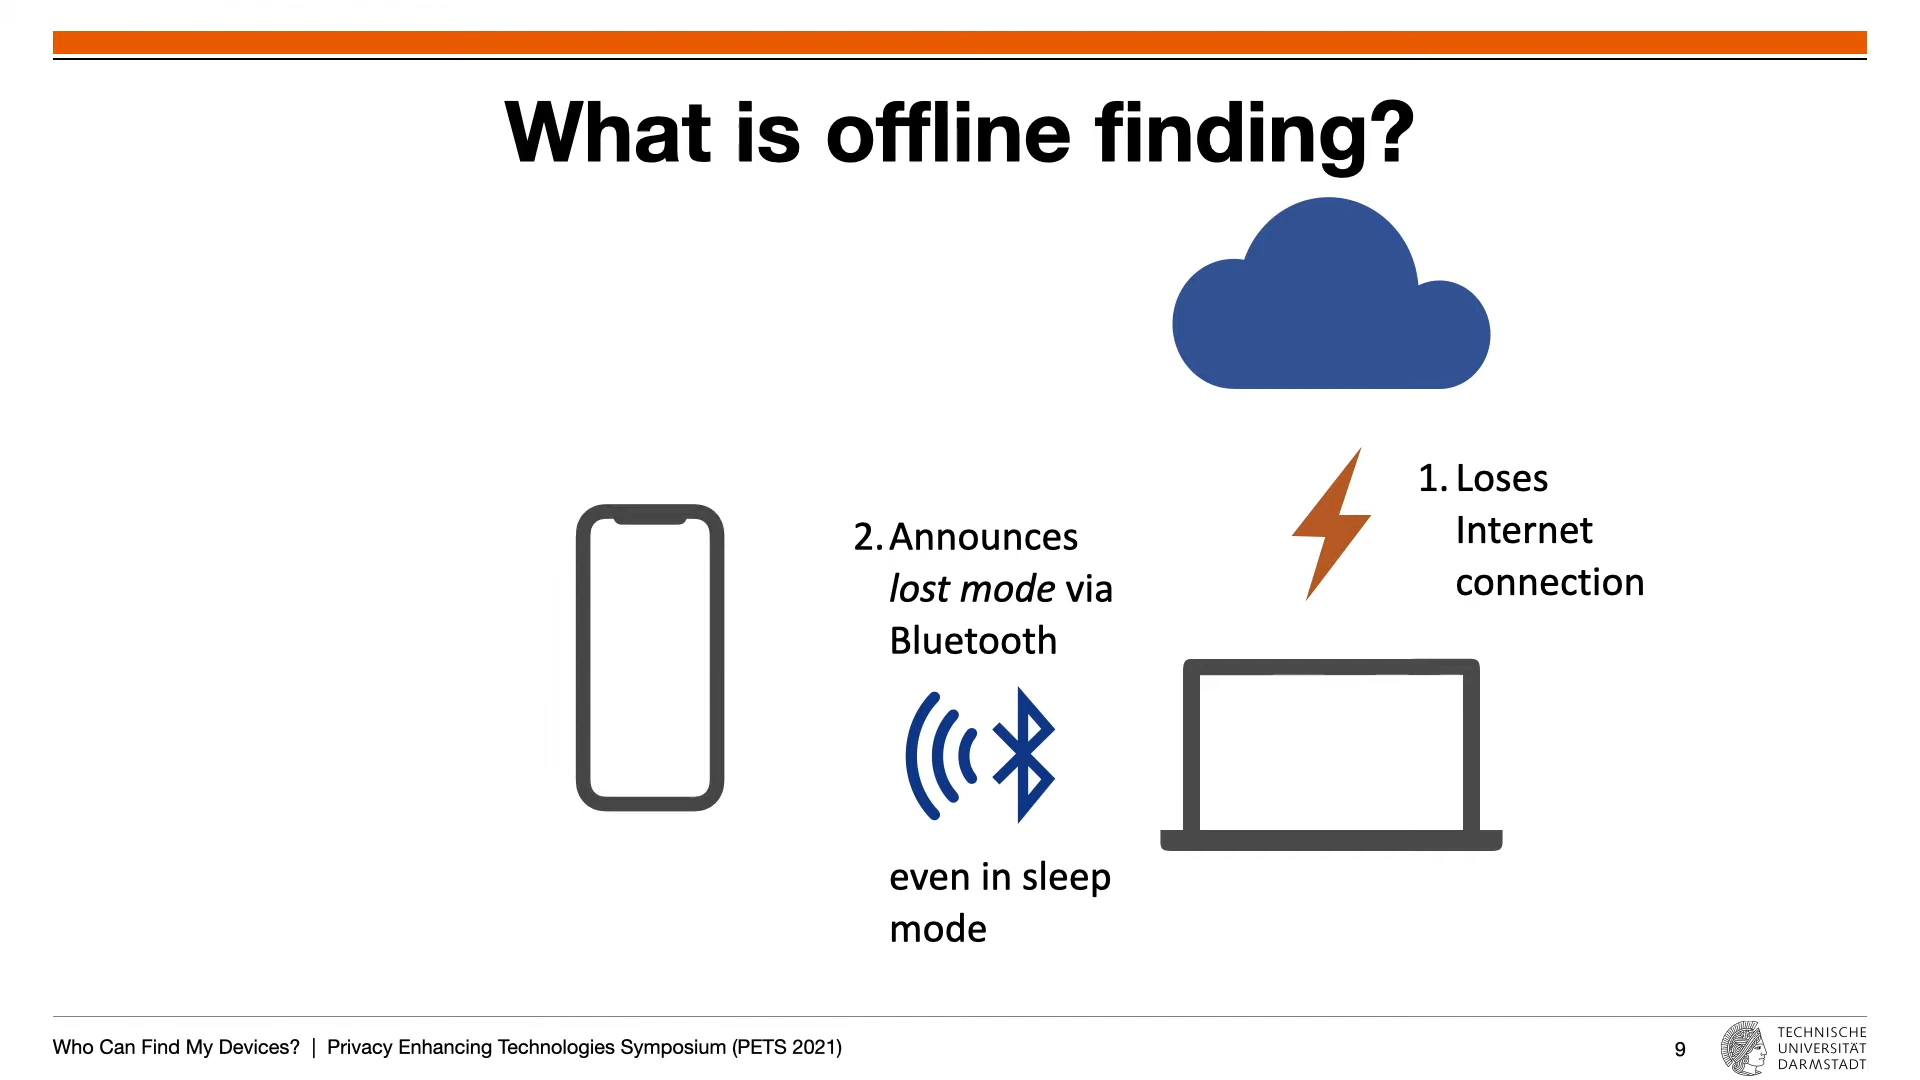 What is offline finding?
1. Loses
Internet
connection
2. Announces
lost mode via
Bluetooth
even in sleep
mode
Who Can Find My Devices? | Privacy Enhancing Technologies Symposium (PETS 2021)
9
TECHNISCHE
UNIVERSITÄT
DARMSTADT